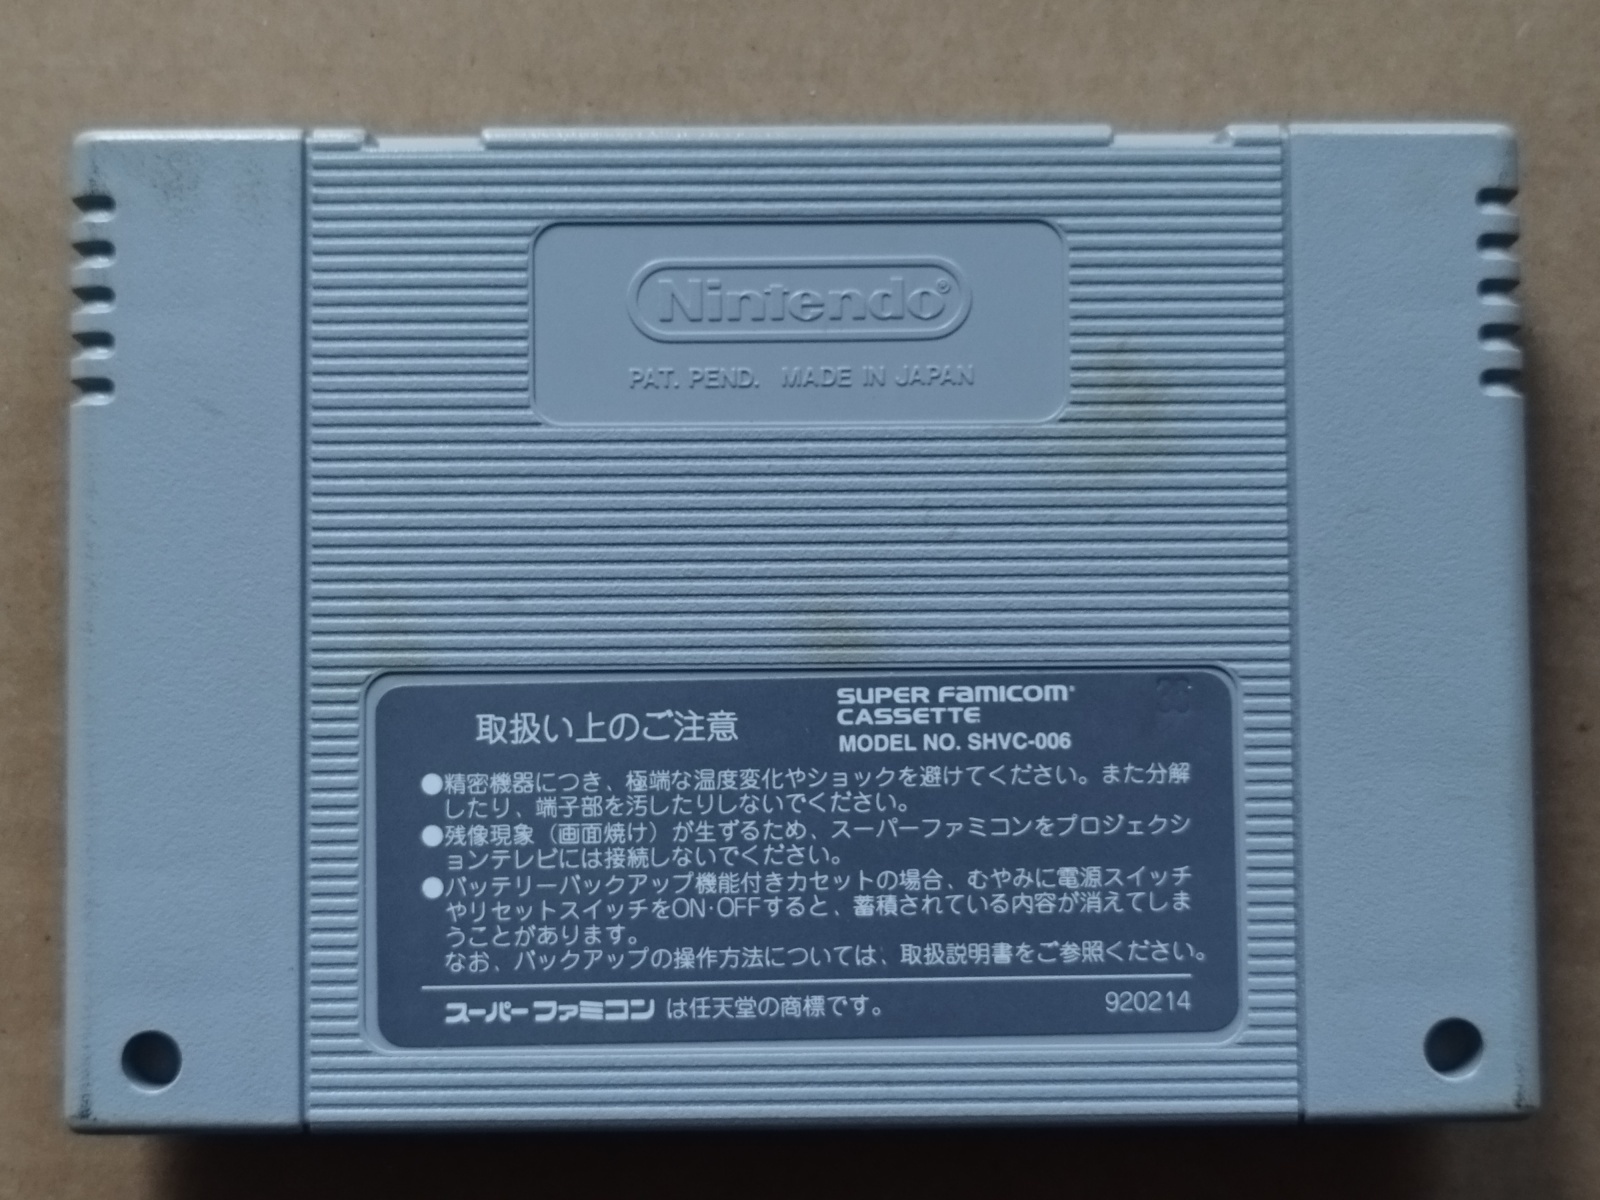 Nintendo®
PAT. PEND. MADE IN JAPAN
取扱い上のご注意
SUPER FAMICOM®
CASSETTE
MODEL NO. SHVC-006
●精密機器につき、極端な温度変化やショックを避けてください。また分解
したり、端子部を汚したりしないでください。
●残像現象（画面焼け）が生ずるため、スーパーファミコンをプロジェクシ
ョンテレビには接続しないでください。
●バッテリーバックアップ機能付きカセットの場合、むやみに電源スイッチ
やリセットスイッチをON・OFFすると、蓄積されている内容が消えてしま
うことがあります。
なお、バックアップの操作方法については、取扱説明書をご参照ください。
スーパーファミコン は任天堂の商標です。
920214